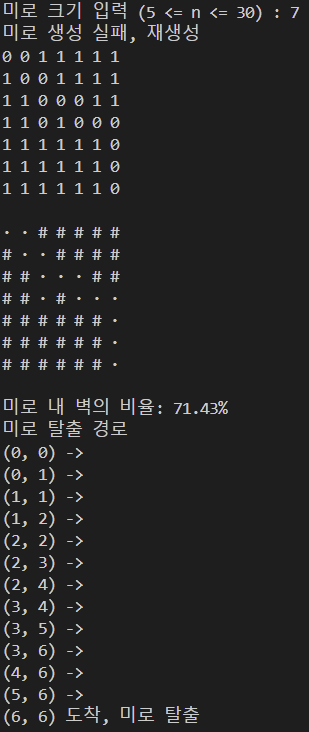 미로 크기 입력 (5 <= n <= 30) : 7
미로 생성 실패, 재생성
0 0 1 1 1 1 1
1 0 0 1 1 1 1
1 1 0 0 0 1 1
1 1 0 1 0 0 0
1 1 1 1 1 1 0
1 1 1 1 1 1 0
1 1 1 1 1 1 0
· · # # # # #
# · · # # # #
# # · · · # #
# # · # · · ·
# # # # # # ·
# # # # # # ·
# # # # # # ·
미로 내 벽의 비율: 71.43%
미로 탈출 경로
(0, 0) ->
(0, 1) ->
(1, 1) ->
(1, 2) ->
(2, 2) ->
(2, 3) ->
(2, 4) ->
(3, 4) ->
(3, 5) ->
(3, 6) ->
(4, 6) ->
(5, 6) ->
(6, 6) 도착, 미로 탈출